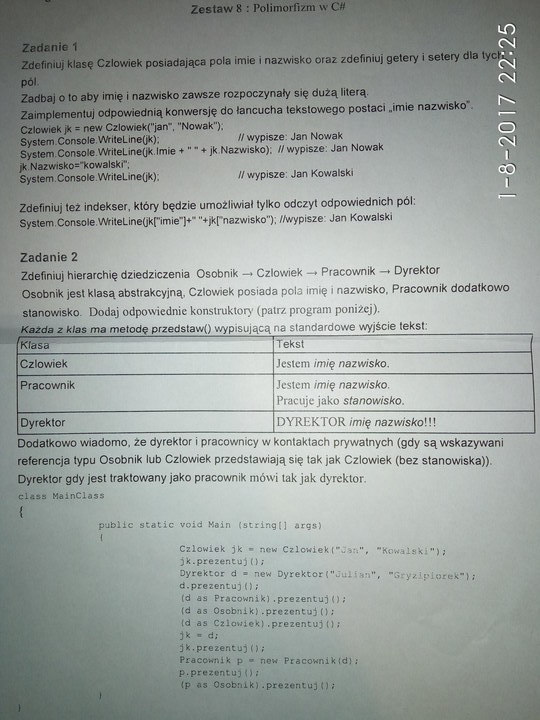 Zestaw 8 : Polimorfizm w C#
1-8-2017 22:25
Zadanie 1
Zdefiniuj klasę Czlowiek posiadająca pola imie i nazwisko oraz zdefiniuj getery i setery dla tych
pól.
Zadbaj o to aby imię i nazwisko zawsze rozpoczynały się dużą literą.
Zaimplementuj odpowiednią konwersję do łancucha tekstowego postaci „imie nazwisko”.
Czlowiek jk = new Czlowiek("jan", "Nowak");
System.Console.WriteLine(jk); // wypisze: Jan Nowak
System.Console.WriteLine(jk.Imie + " " + jk.Nazwisko); // wypisze: Jan Nowak
jk.Nazwisko="kowalski";
System.Console.WriteLine(jk); // wypisze: Jan Kowalski
Zdefiniuj też indekser, który będzie umożliwiał tylko odczyt odpowiednich pól:
System.Console.WriteLine(jk["imie"]+" "+jk["nazwisko"); //wypisze: Jan Kowalski
Zadanie 2
Zdefiniuj hierarchię dziedziczenia Osobnik → Czlowiek → Pracownik → Dyrektor
Osobnik jest klasą abstrakcyjną, Człowiek posiada pola imię i nazwisko, Pracownik dodatkowo
stanowisko. Dodaj odpowiednie konstruktory (patrz program poniżej).
Każda z klas ma metodę przedstaw() wypisującą na standardowe wyjście tekst:
Klasa Tekst
Czlowiek Jestem imię nazwisko.
Pracownik Jestem imię nazwisko.
Pracuje jako stanowisko.
Dyrektor DYREKTOR imię nazwisko!!!
Dodatkowo wiadomo, że dyrektor i pracownicy w kontaktach prywatnych (gdy są wskazywani
referencja typu Osobnik lub Człowiek przedstawiają się tak jak Człowiek (bez stanowiska)).
Dyrektor gdy jest traktowany jako pracownik mówi tak jak dyrektor.
class MainClass
{
public static void Main (string[] args)
{
Czlowiek jk = new Czlowiek("Jan", "Kowalski");
jk.prezentuj();
Dyrektor d = new Dyrektor("Julian", "Gryzipiorek");
d.prezentuj();
(d as Pracownik).prezentuj();
(d as Osobnik).prezentuj();
(d as Czlowiek).prezentuj();
jk = d;
jk.prezentuj();
Pracownik p = new Pracownik(d);
p.prezentuj();
(p as Osobnik).prezentuj();
}
}